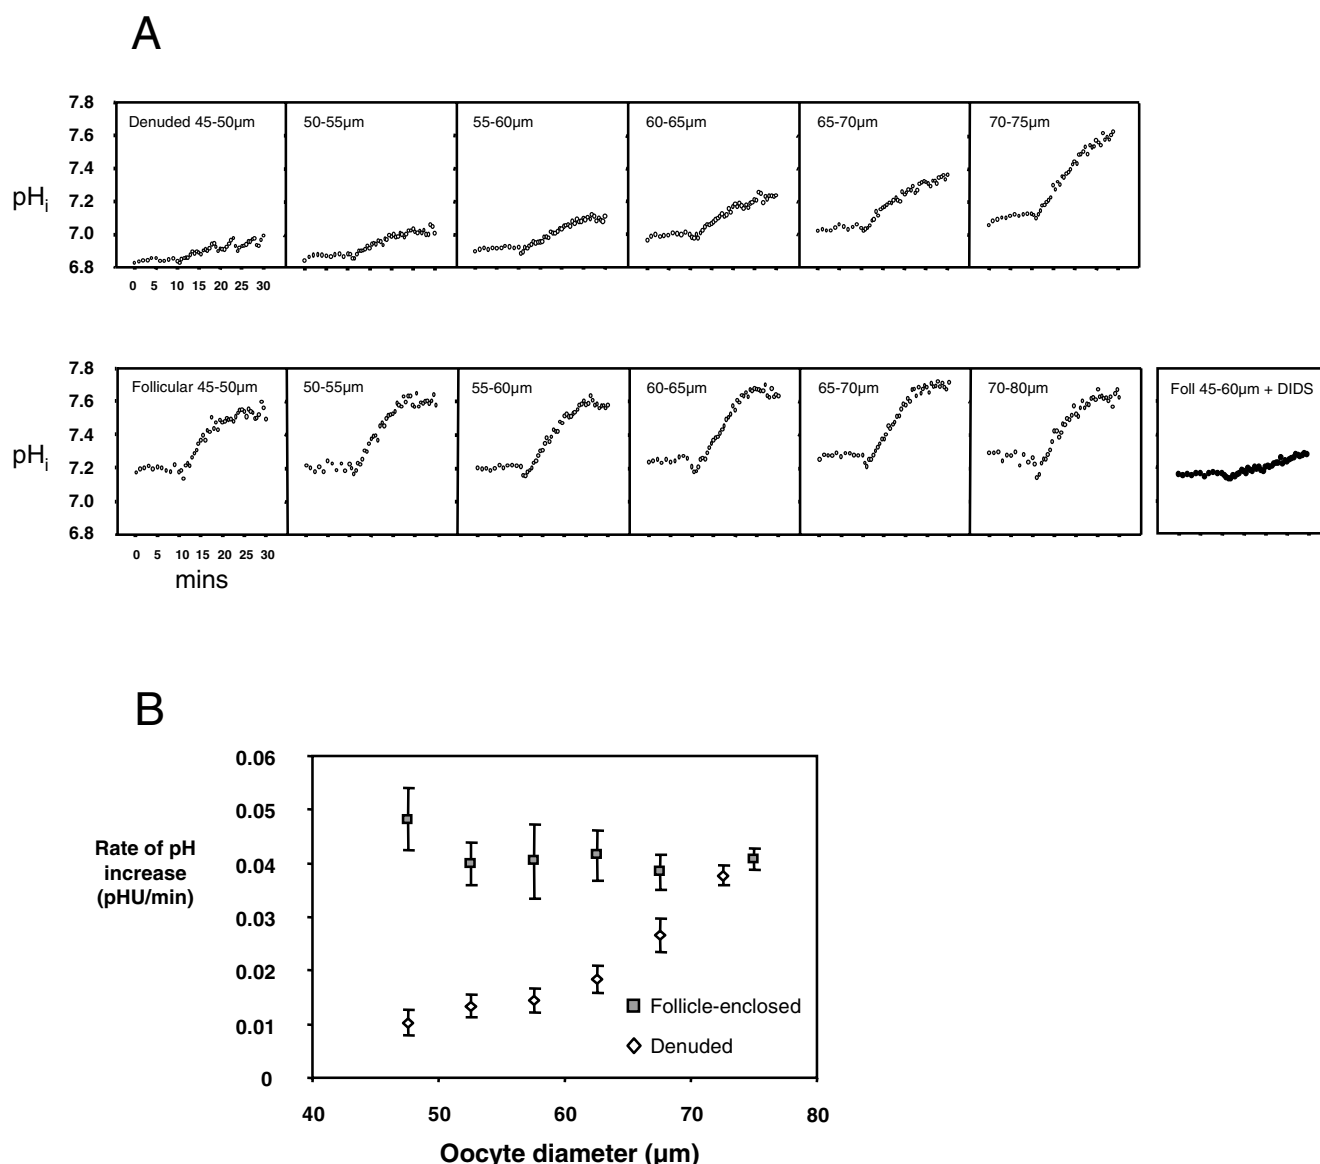 A
7.8
7.6
7.4
7.2
7.0
6.8
pHi
Denuded 45-50µm
50-55µm
55-60µm
60-65µm
65-70µm
70-75µm
0 5 10 15 20 25 30
7.8
7.6
7.4
7.2
7.0
6.8
pHi
Follicular 45-50µm
50-55µm
55-60µm
60-65µm
65-70µm
70-80µm
Foll 45-60µm + DIDS
0 5 10 15 20 25 30
mins
B
0.06
0.05
0.04
0.03
0.02
0.01
0
Rate of pH
increase
(pHU/min)
Follicle-enclosed
Denuded
40 50 60 70 80
Oocyte diameter (µm)